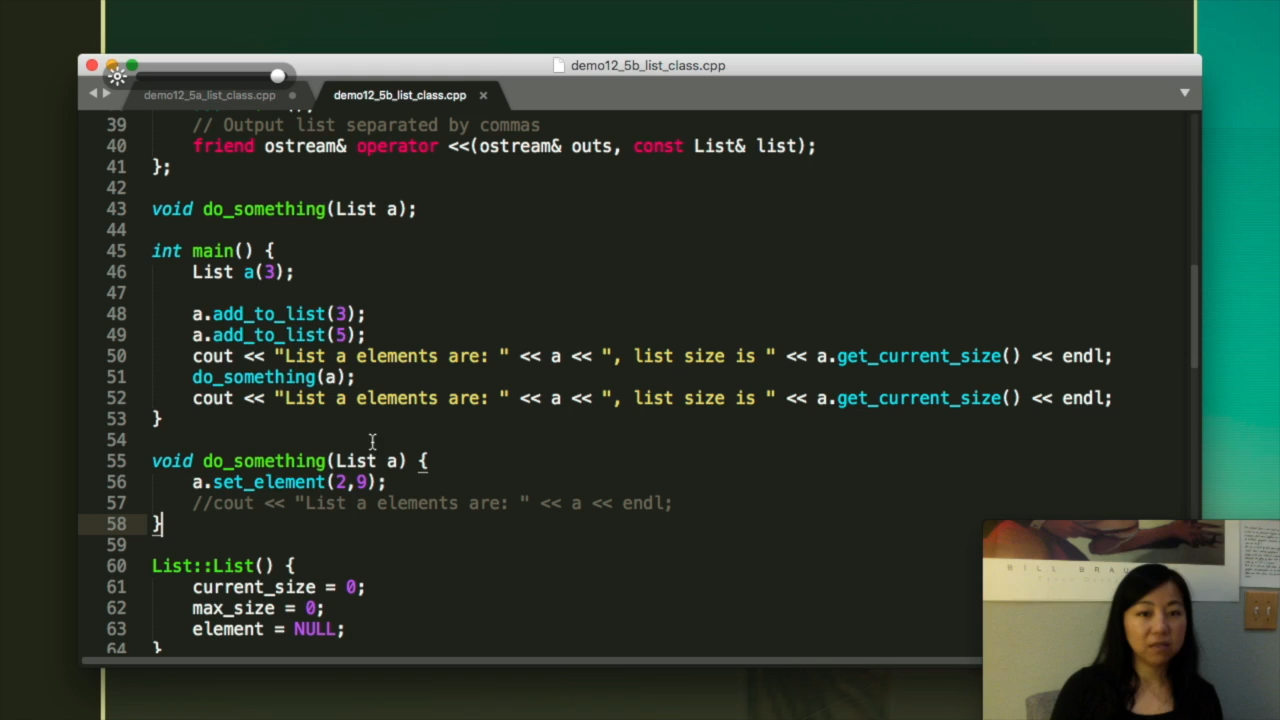 demo12_5b_list_class.cpp
demo12_5a_list_class.cpp
demo12_5b_list_class.cpp ×
39 // Output list separated by commas
40 friend ostream& operator <<(ostream& outs, const List& list);
41 };
42
43 void do_something(List a);
44
45 int main() {
46 List a(3);
47
48 a.add_to_list(3);
49 a.add_to_list(5);
50 cout << "List a elements are: " << a << ", list size is " << a.get_current_size() << endl;
51 do_something(a);
52 cout << "List a elements are: " << a << ", list size is " << a.get_current_size() << endl;
53 }
54
55 void do_something(List a) {
56 a.set_element(2,9);
57 //cout << "List a elements are: " << a << endl;
58 }
59
60 List::List() {
61 current_size = 0;
62 max_size = 0;
63 element = NULL;
64 }
BILL